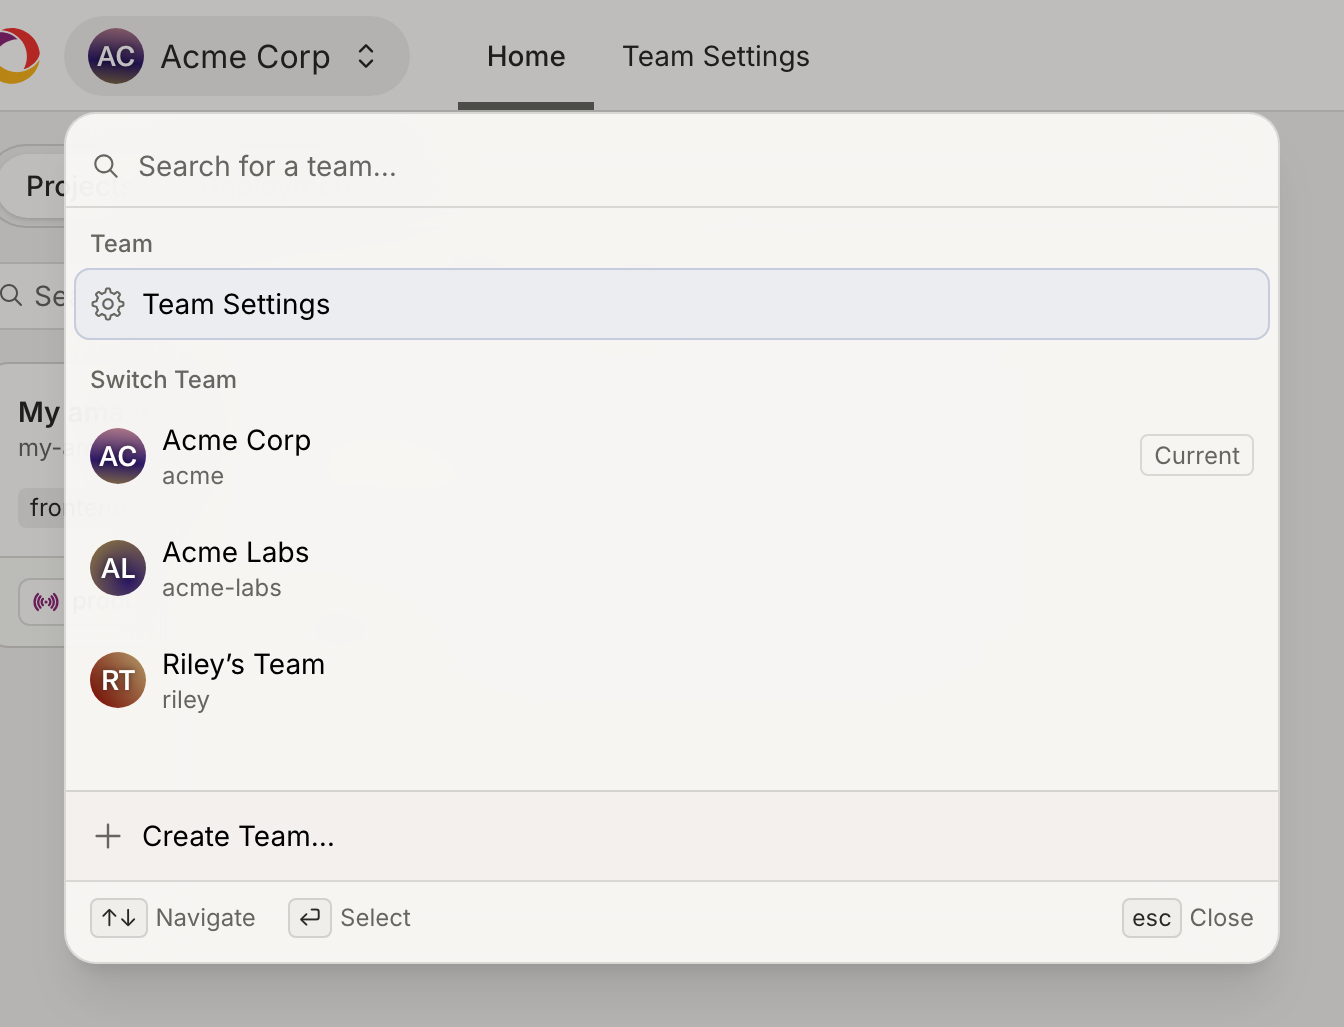 AC Acme Corp Home Team Settings
Search for a team...
Team
Team Settings
Switch Team
AC Acme Corp
acme
Current
AL Acme Labs
acme-labs
RT Riley’s Team
riley
Create Team...
↑↓ Navigate Select esc Close